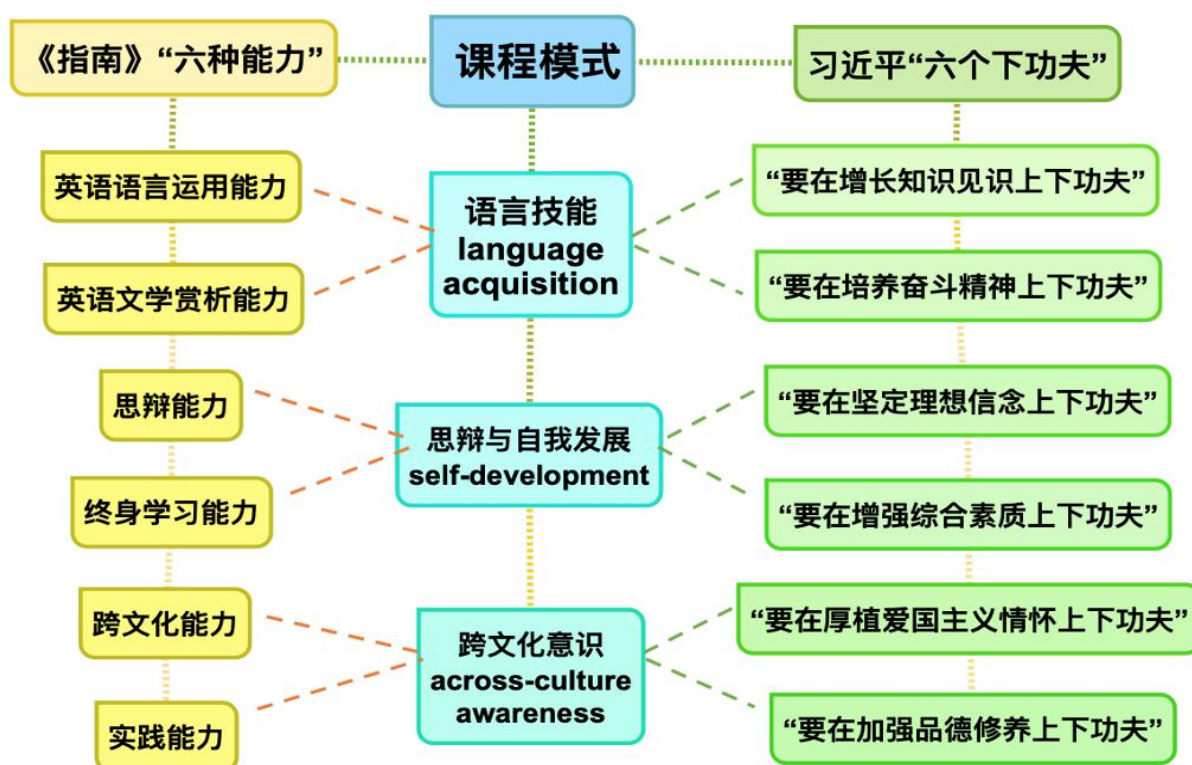 《指南》“六种能力”
课程模式
习近平“六个下功夫”
英语语言运用能力
语言技能
language
acquisition
“要在增长知识见识上下功夫”
英语文学赏析能力
“要在培养奋斗精神上下功夫”
思辩能力
思辩与自我发展
self-development
“要在坚定理想信念上下功夫”
终身学习能力
“要在增强综合素质上下功夫”
跨文化能力
跨文化意识
across-culture
awareness
“要在厚植爱国主义情怀上下功夫”
实践能力
“要在加强品德修养上下功夫”